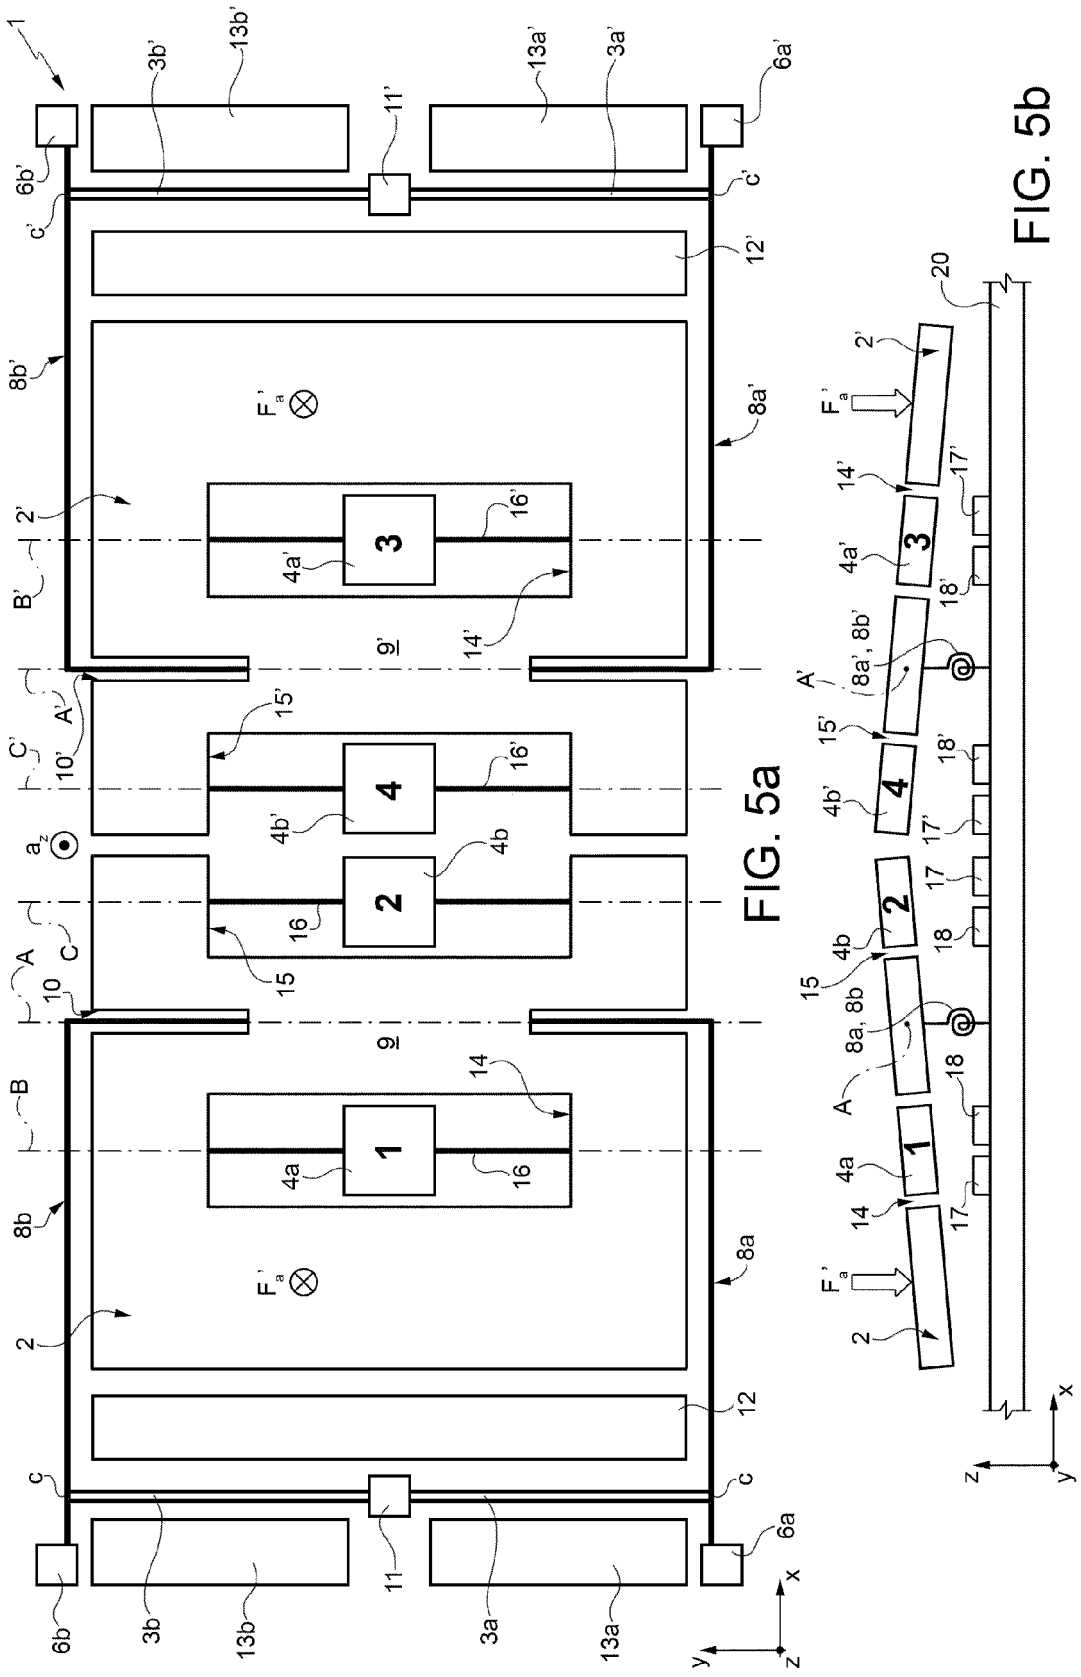 1
6b
3b
13b
11
3a
13a
6a
c
c
12
2
8b
8a
F'a
B
14
4a
1
16
9
A
10
C
15
16
2
4b
az
C'
10'
A'
15'
4b'
4
16'
9'
B'
14'
4a'
3
16'
2'
F'a
8b'
8a'
12'
c'
c'
6b'
3b'
13b'
11'
3a'
13a'
6a'
y
z
x
FIG. 5a
2
F'a
14
4a
1
17
18
A
8a, 8b
15
4b
2
18
17
17'
18'
4b'
4
15'
A'
8a', 8b'
4a'
3
14'
18'
17'
F'a
2'
20
z
y
x
FIG. 5b